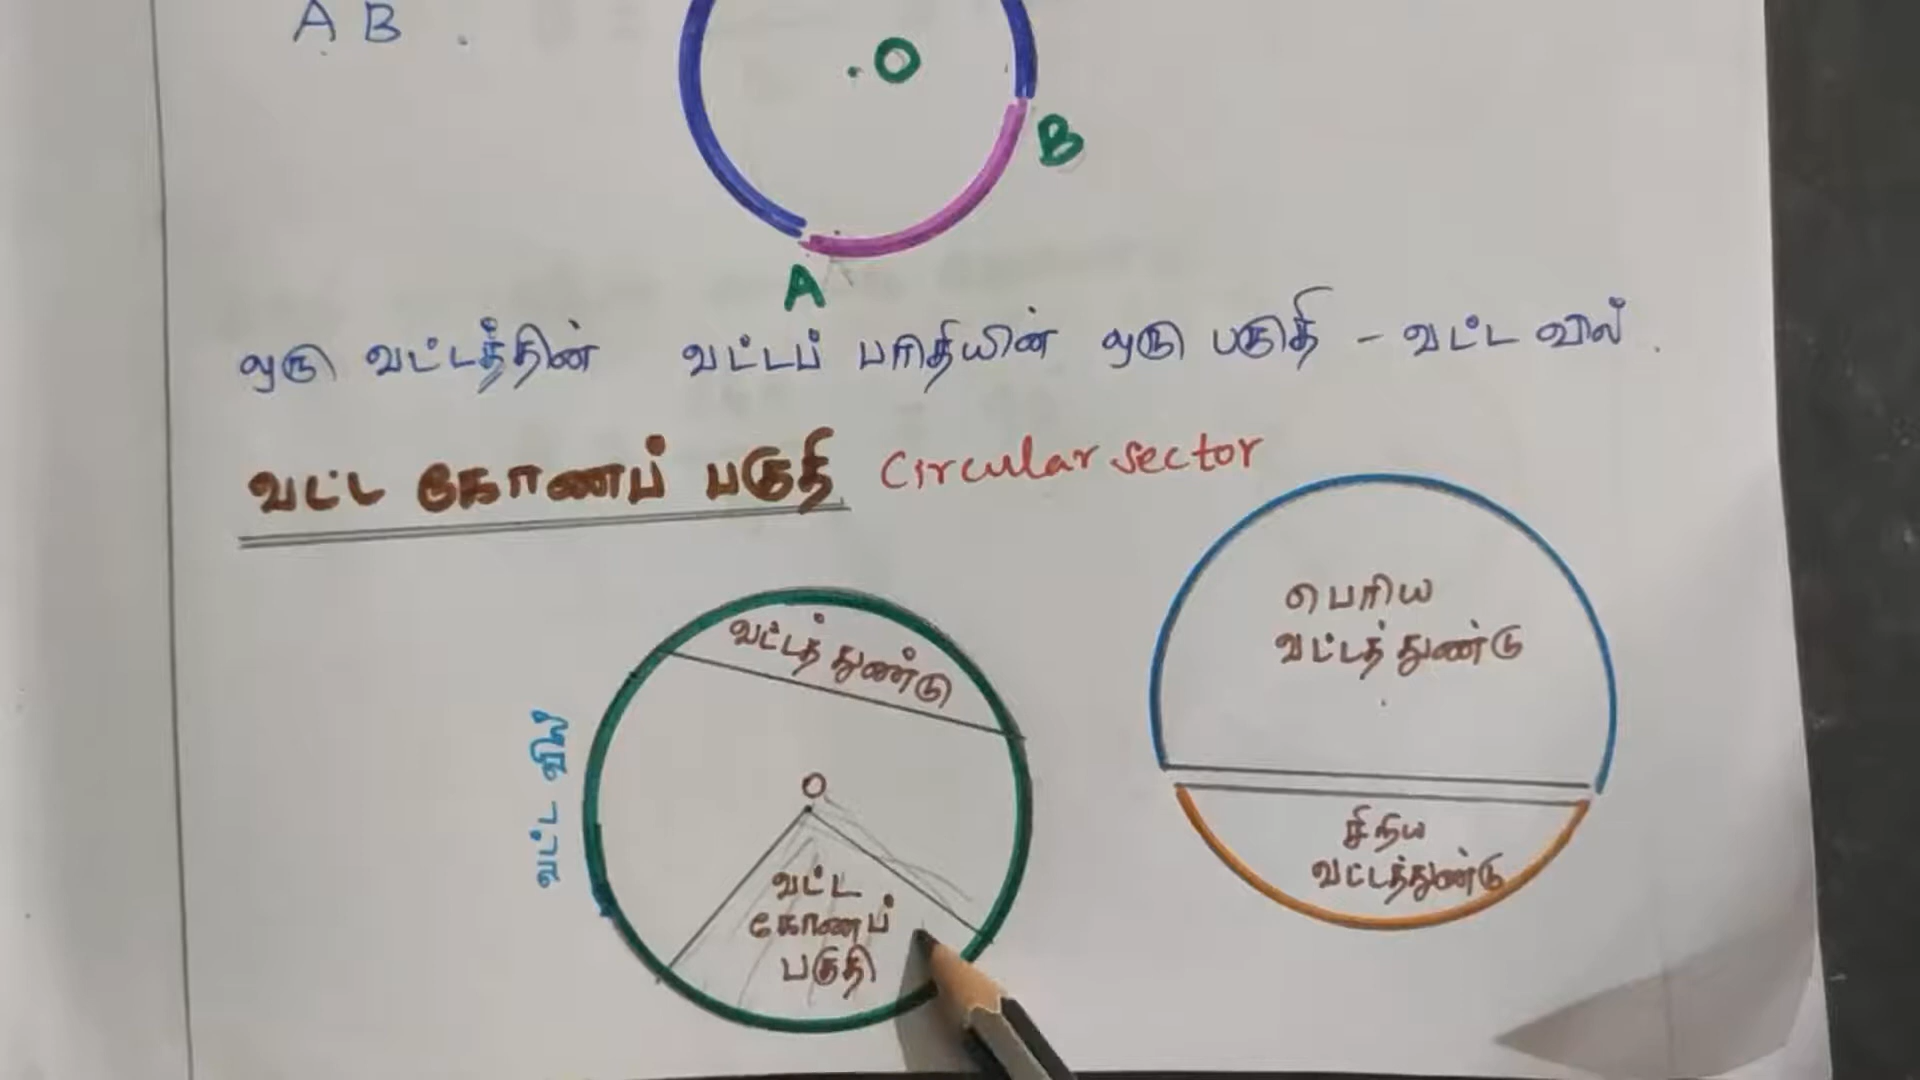 A B .
. O
B
A
ஒரு வட்டத்தின் வட்டப் பரிதியின் ஒரு பகுதி - வட்ட வில் .
வட்ட கோணப் பகுதி Circular sector
வட்டத் துண்டு
வட்ட வில்
O
வட்ட
கோணப்
பகுதி
பெரிய
வட்டத் துண்டு
சிறிய
வட்டத்துண்டு